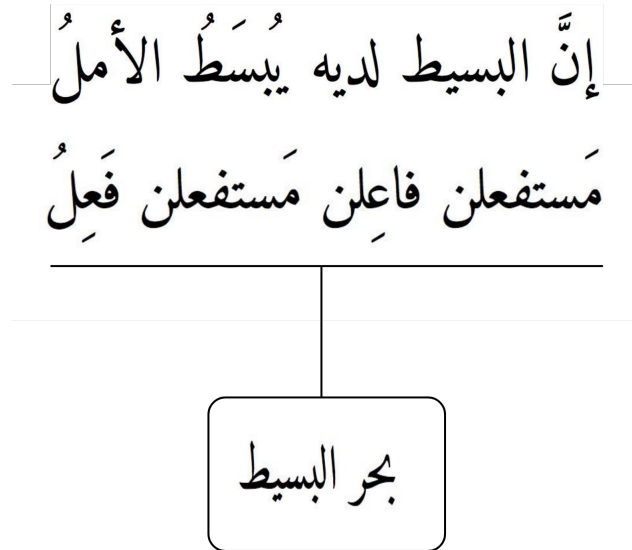 إنَّ البسيط لديه يُبسَطُ الأملُ
مَستفعلن فاعِلن مَستفعلن فَعِلُ
بحر البسيط